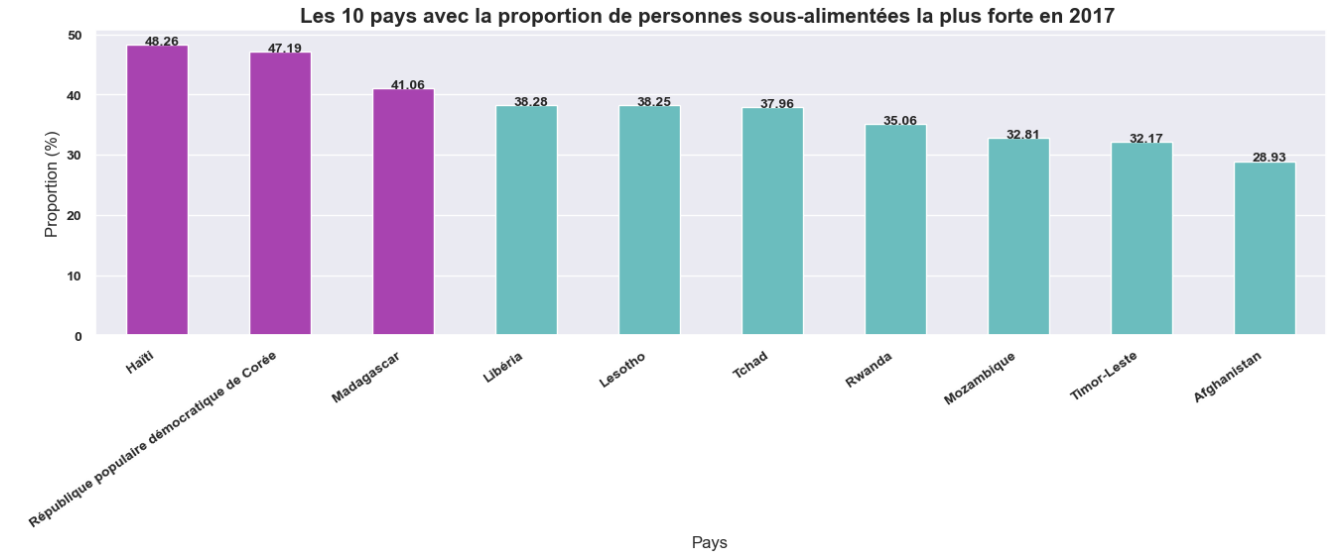 Les 10 pays avec la proportion de personnes sous-alimentées la plus forte en 2017
Proportion (%)
50
40
30
20
10
0
48.26
47.19
41.06
38.28
38.25
37.96
35.06
32.81
32.17
28.93
Haïti
République populaire démocratique de Corée
Madagascar
Libéria
Lesotho
Tchad
Rwanda
Mozambique
Timor-Leste
Afghanistan
Pays